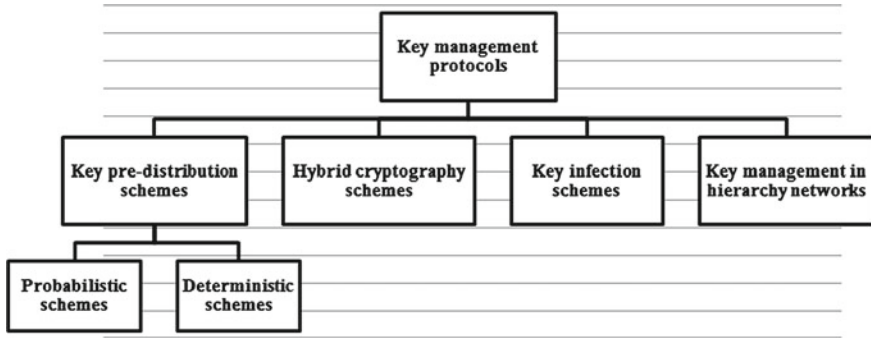 Key management
protocols
Key pre-distribution
schemes
Hybrid cryptography
schemes
Key infection
schemes
Key management in
hierarchy networks
Probabilistic
schemes
Deterministic
schemes